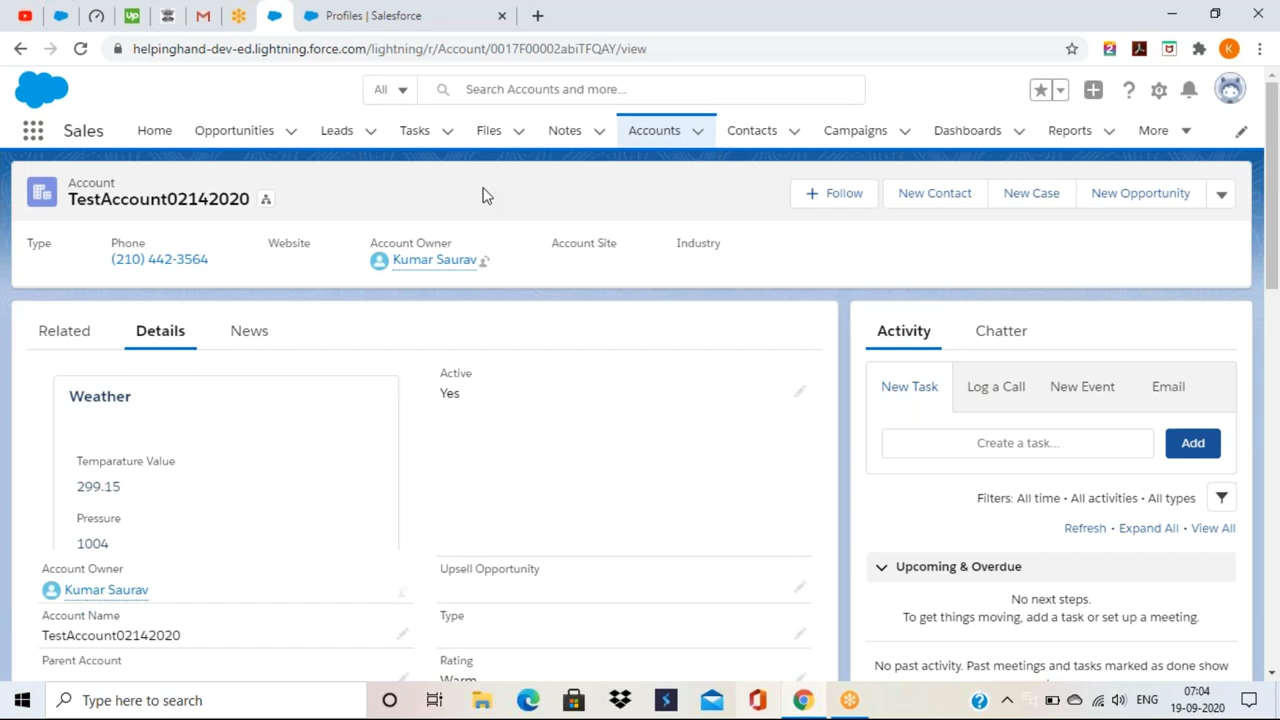 Up
Profiles | Salesforce
helpinghand-dev-ed.lightning.force.com/lightning/r/Account/0017F00002abiTFQAY/view
K
All
Search Accounts and more...
Sales
Home
Opportunities
Leads
Tasks
Files
Notes
Accounts
Contacts
Campaigns
Dashboards
Reports
More
Account
TestAccount02142020
+ Follow
New Contact
New Case
New Opportunity
Type
Phone
(210) 442-3564
Website
Account Owner
Kumar Saurav
Account Site
Industry
Related
Details
News
Weather
Temparature Value
299.15
Pressure
1004
Active
Yes
Account Owner
Kumar Saurav
Upsell Opportunity
Account Name
TestAccount02142020
Type
Parent Account
Rating
Warm
Activity
Chatter
New Task
Log a Call
New Event
Email
Create a task...
Add
Filters: All time • All activities • All types
Refresh • Expand All • View All
Upcoming & Overdue
No next steps.
To get things moving, add a task or set up a meeting.
No past activity. Past meetings and tasks marked as done show
Type here to search
ENG
07:04
19-09-2020